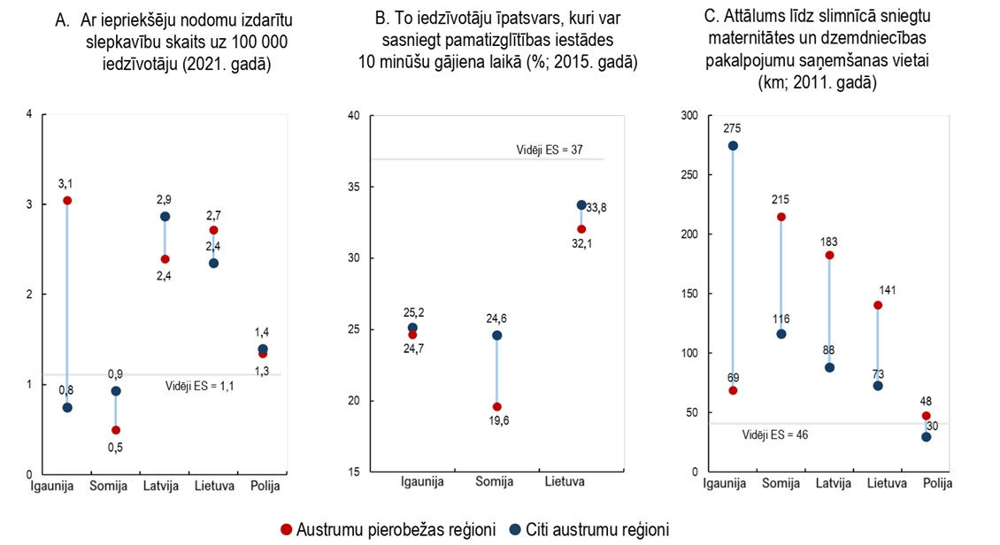 A. Ar iepriekšēju nodomu izdarītu
slepkavību skaits uz 100 000
iedzīvotāju (2021. gadā)
4
3
2
1
0
3,1
0,8
0,9
0,5
2,9
2,4
2,7
2,4
1,4
1,3
Vidēji ES = 1,1
Igaunija
Somija
Latvija
Lietuva
Polija
B. To iedzīvotāju īpatsvars, kuri var
sasniegt pamatizglītības iestādes
10 minūšu gājiena laikā (%; 2015. gadā)
40
35
30
25
20
15
Vidēji ES = 37
25,2
24,7
24,6
19,6
33,8
32,1
Igaunija
Somija
Lietuva
C. Attālums līdz slimnīcā sniegtu
maternitātes un dzemdniecības
pakalpojumu saņemšanas vietai
(km; 2011. gadā)
300
250
200
150
100
50
0
275
69
215
116
183
88
141
73
48
30
Vidēji ES = 46
Igaunija
Somija
Latvija
Lietuva
Polija
Austrumu pierobežas reģioni
Citi austrumu reģioni